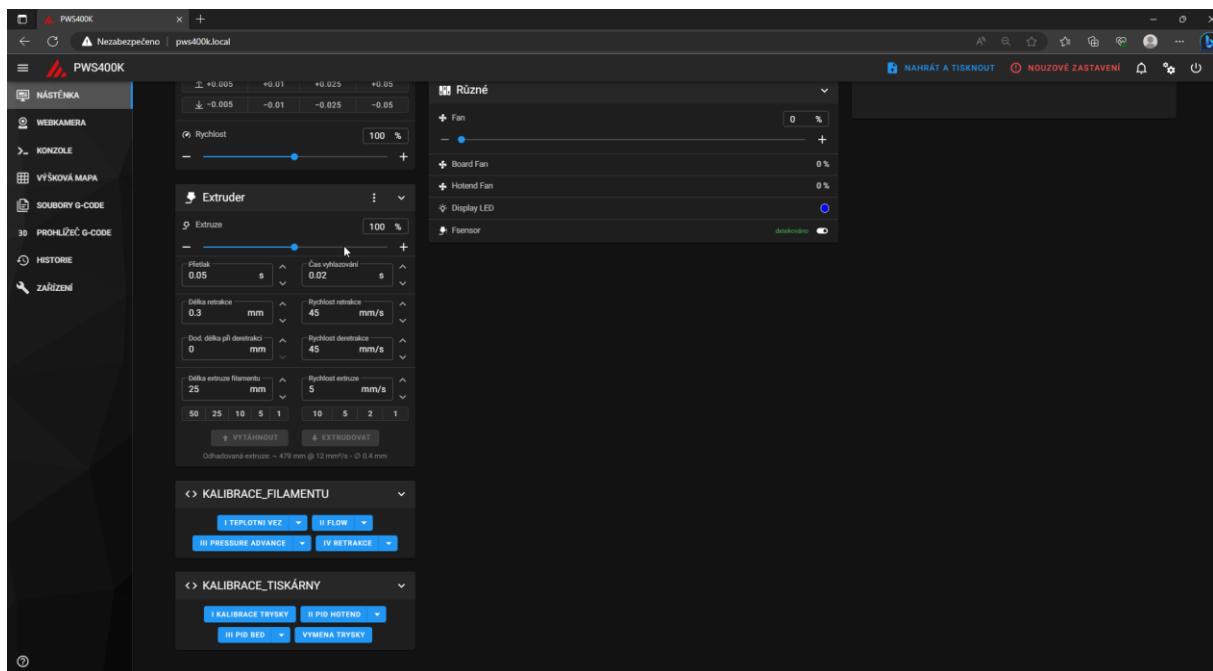 PWS400K
Nezabezpečeno | pws400k.local
PWS400K
NAHRÁT A TISKNOUT
NOUZOVÉ ZASTAVENÍ
NÁSTĚNKA
WEBKAMERA
KONZOLE
VÝŠKOVÁ MAPA
SOUBORY G-CODE
3D PROHLÍŽEČ G-CODE
HISTORIE
ZAŘÍZENÍ
+0.005 +0.01 +0.025 +0.05
-0.005 -0.01 -0.025 -0.05
Rychlost 100 %
Extruder
Extruze 100 %
Přetlak Čas vyhlazování
0.05 s 0.02 s
Délka retrakce Rychlost retrakce
0.3 mm 45 mm/s
Dod. délka při deretrakci Rychlost deretrakce
0 mm 45 mm/s
Délka extruze filamentu Rychlost extruze
25 mm 5 mm/s
50 25 10 5 1 10 5 2 1
VYTÁHNOUT EXTRUDOVAT
Odhadovaná extruze: ~ 479 mm @ 12 mm³/s - ∅ 0.4 mm
<> KALIBRACE_FILAMENTU
I TEPLOTNI VEZ II FLOW
III PRESSURE ADVANCE IV RETRAKCE
<> KALIBRACE_TISKÁRNY
I KALIBRACE TRYSKY II PID HOTEND
III PID BED VYMENA TRYSKY
Různé
Fan 0 %
Board Fan 0 %
Hotend Fan 0 %
Display LED
Fsensor detekováno